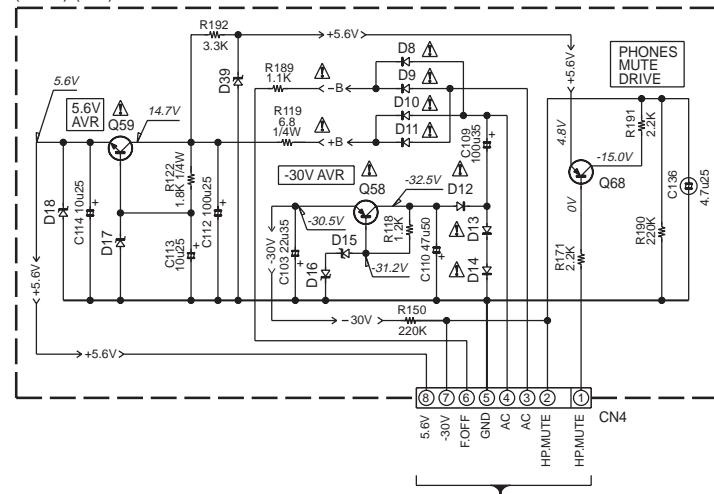 R192
3.3K
+5.6V
D39
R189
1.1K
-B
D8
D9
D10
D11
R119
6.8
1/4W
+B
5.6V
5.6V
AVR
Q59
14.7V
+5.6V
PHONES
MUTE
DRIVE
4.8V
R191
2.2K
-15.0V
Q68
0V
C136
4.7u25
R190
220K
R171
2.2K
C109
100u35
-30V AVR
Q58
-32.5V
D12
D18
C114 10u25
D17
R122
1.8K 1/4W
C113
10u25
C112 100u25
-30V
-30.5V
C103 22u35
D16
D15
-31.2V
R118
1.2K
C110 47u50
D13
D14
+5.6V
-30V
R150
220K
+5.6V
8 7 6 5 4 3 2 1
CN4
5.6V
-30V
F.OFF
GND
AC
AC
HP.MUTE
HP.MUTE